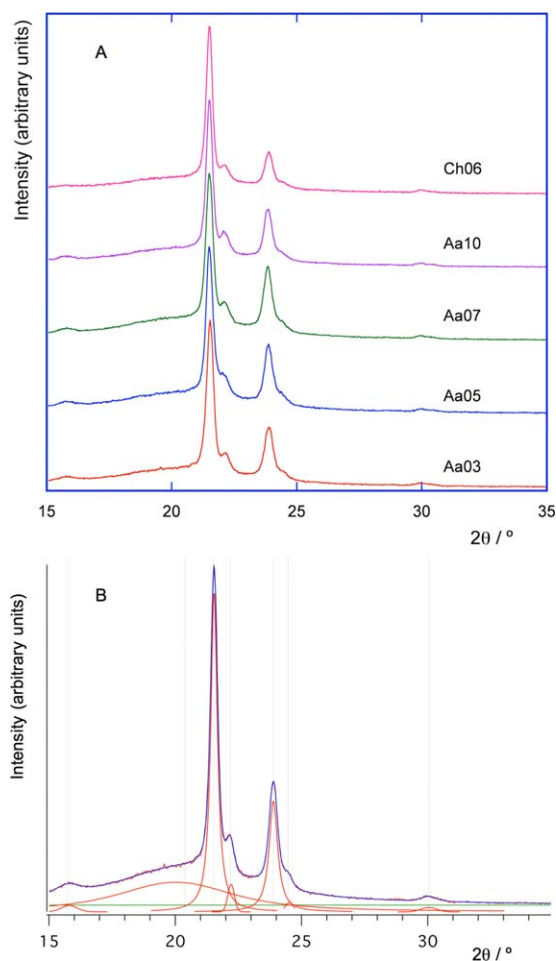 A
Intensity (arbitrary units)
Ch06
Aa10
Aa07
Aa05
Aa03
15 20 25 30 35
2θ / º
B
Intensity (arbitrary units)
15 20 25 30
2θ / º